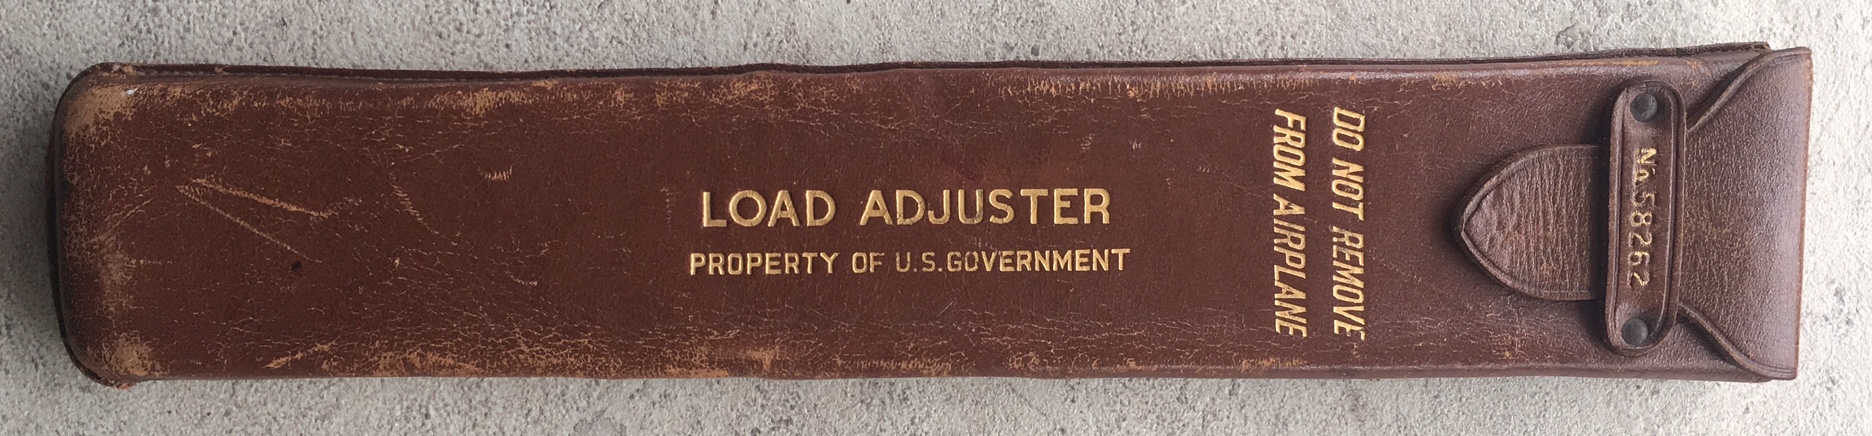 LOAD ADJUSTER
PROPERTY OF U.S. GOVERNMENT
DO NOT REMOVE
FROM AIRPLANE
No. 58262